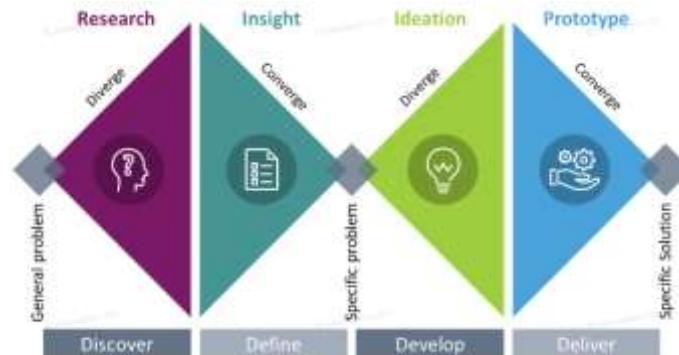 Research
Insight
Ideation
Prototype
Diverge
Converge
Diverge
Converge
General problem
Specific problem
Specific Solution
Discover
Define
Develop
Deliver